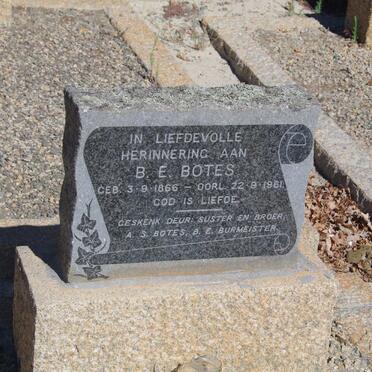 IN LIEFDEVOLLE
HERINNERING AAN
B. E. BOTES
GEB. 3-9-1866 — OORL. 22-9-1961.
GOD IS LIEFDE.
GESKENK DEUR: SUSTER EN BROER.
A. S. BOTES, B. E. BURMEISTER.